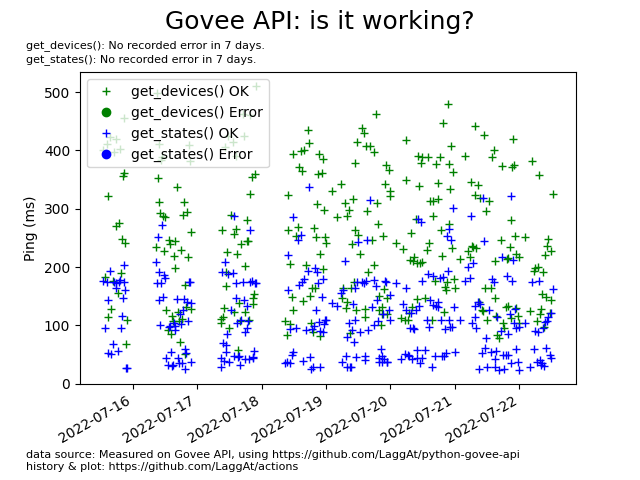 Govee API: is it working?
get_devices(): No recorded error in 7 days.
get_states(): No recorded error in 7 days.
500
400
300
200
100
0
Ping (ms)
get_devices() OK
get_devices() Error
get_states() OK
get_states() Error
2022-07-16
2022-07-17
2022-07-18
2022-07-19
2022-07-20
2022-07-21
2022-07-22
data source: Measured on Govee API, using https://github.com/LaggAt/python-govee-api
history & plot: https://github.com/LaggAt/actions